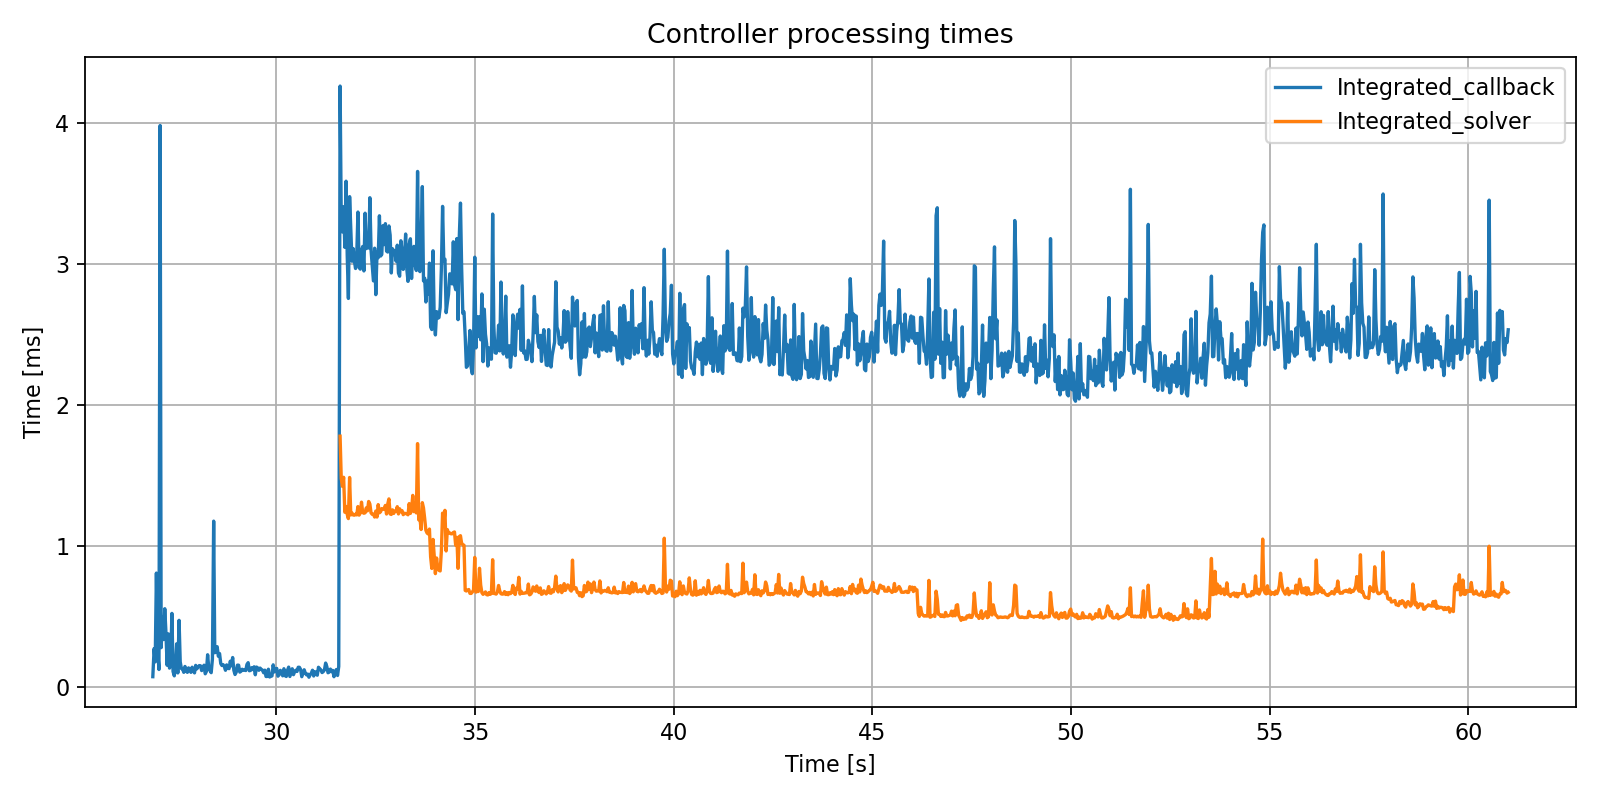 Controller processing times
Integrated_callback
Integrated_solver
Time [ms]
4
3
2
1
0
30 35 40 45 50 55 60
Time [s]